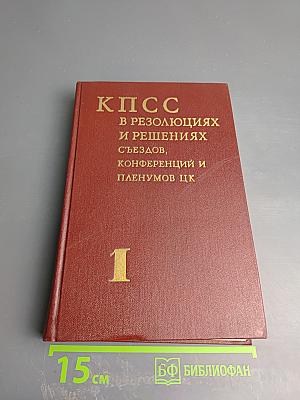 КПСС
В РЕЗОЛЮЦИЯХ
И РЕШЕНИЯХ
СЪЕЗДОВ,
КОНФЕРЕНЦИЙ И
ПЛЕНУМОВ ЦК
1
15 см
БФ БИБЛИОФАН